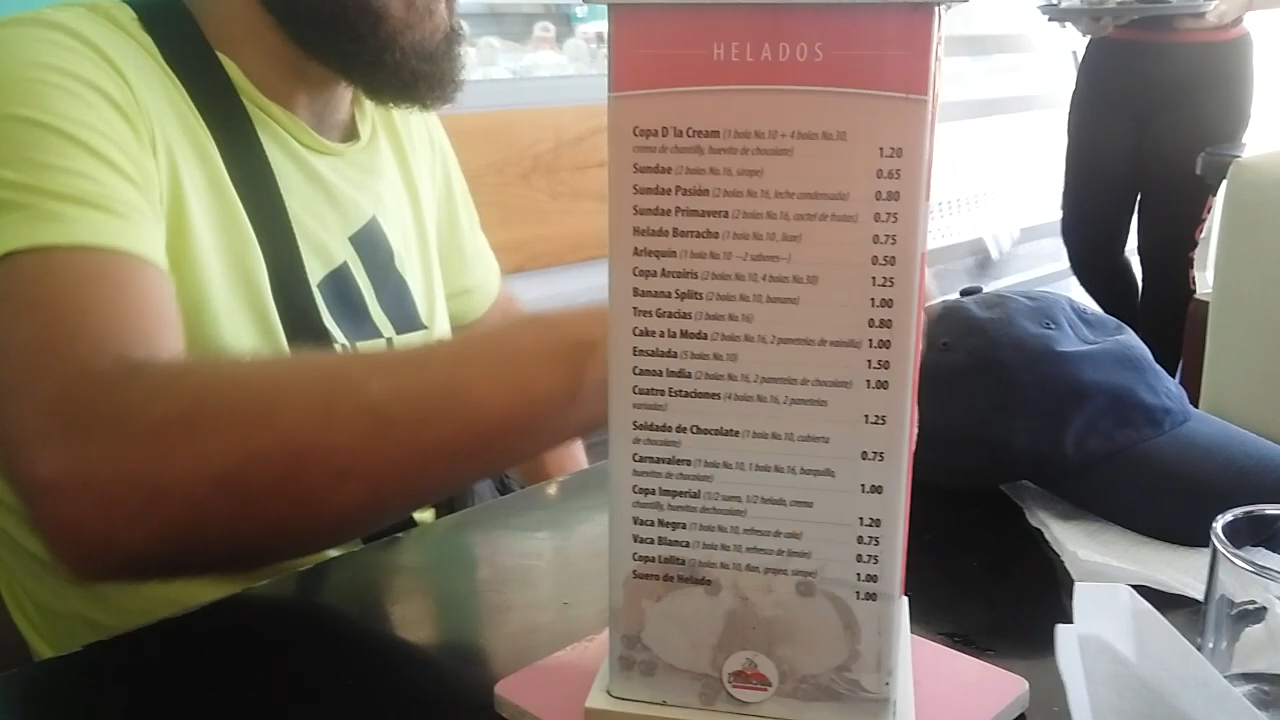 HELADOS
Copa D´la Cream (1 bola No.10 + 4 bolas No.30,
crema de chantilly, huevito de chocolate) 1.20
Sundae (2 bolas No.16, sirope) 0.65
Sundae Pasión (2 bolas No.16, leche condensada) 0.80
Sundae Primavera (2 bolas No.16, coctel de frutas) 0.75
Helado Borracho (1 bola No.10, licor) 0.75
Arlequín (1 bola No.10 --2 sabores--) 0.50
Copa Arcoiris (2 bolas No.10, 4 bolas No.30) 1.25
Banana Splits (2 bolas No.10, banana) 1.00
Tres Gracias (3 bolas No.16) 0.80
Cake a la Moda (2 bolas No.16, 2 panetelas de vainilla) 1.00
Ensalada (5 bolas No.10) 1.50
Canoa India (2 bolas No.16, 2 panetelas de chocolate) 1.00
Cuatro Estaciones (4 bolas No.16, 2 panetelas
variadas) 1.25
Soldado de Chocolate (1 bola No.10, cubierta
de chocolate) 0.75
Carnavalero (1 bola No.10, 1 bola No.16, barquillo,
huevitos de chocolate) 1.00
Copa Imperial (1/2 suero, 1/2 helado, crema
chantilly, huevitos dechocolate) 1.20
Vaca Negra (1 bola No.10, refresco de cola) 0.75
Vaca Blanca (1 bola No.10, refresco de limón) 0.75
Copa Lolita (2 bolas No.10, flan, grajea, sirope) 1.00
Suero de Helado 1.00